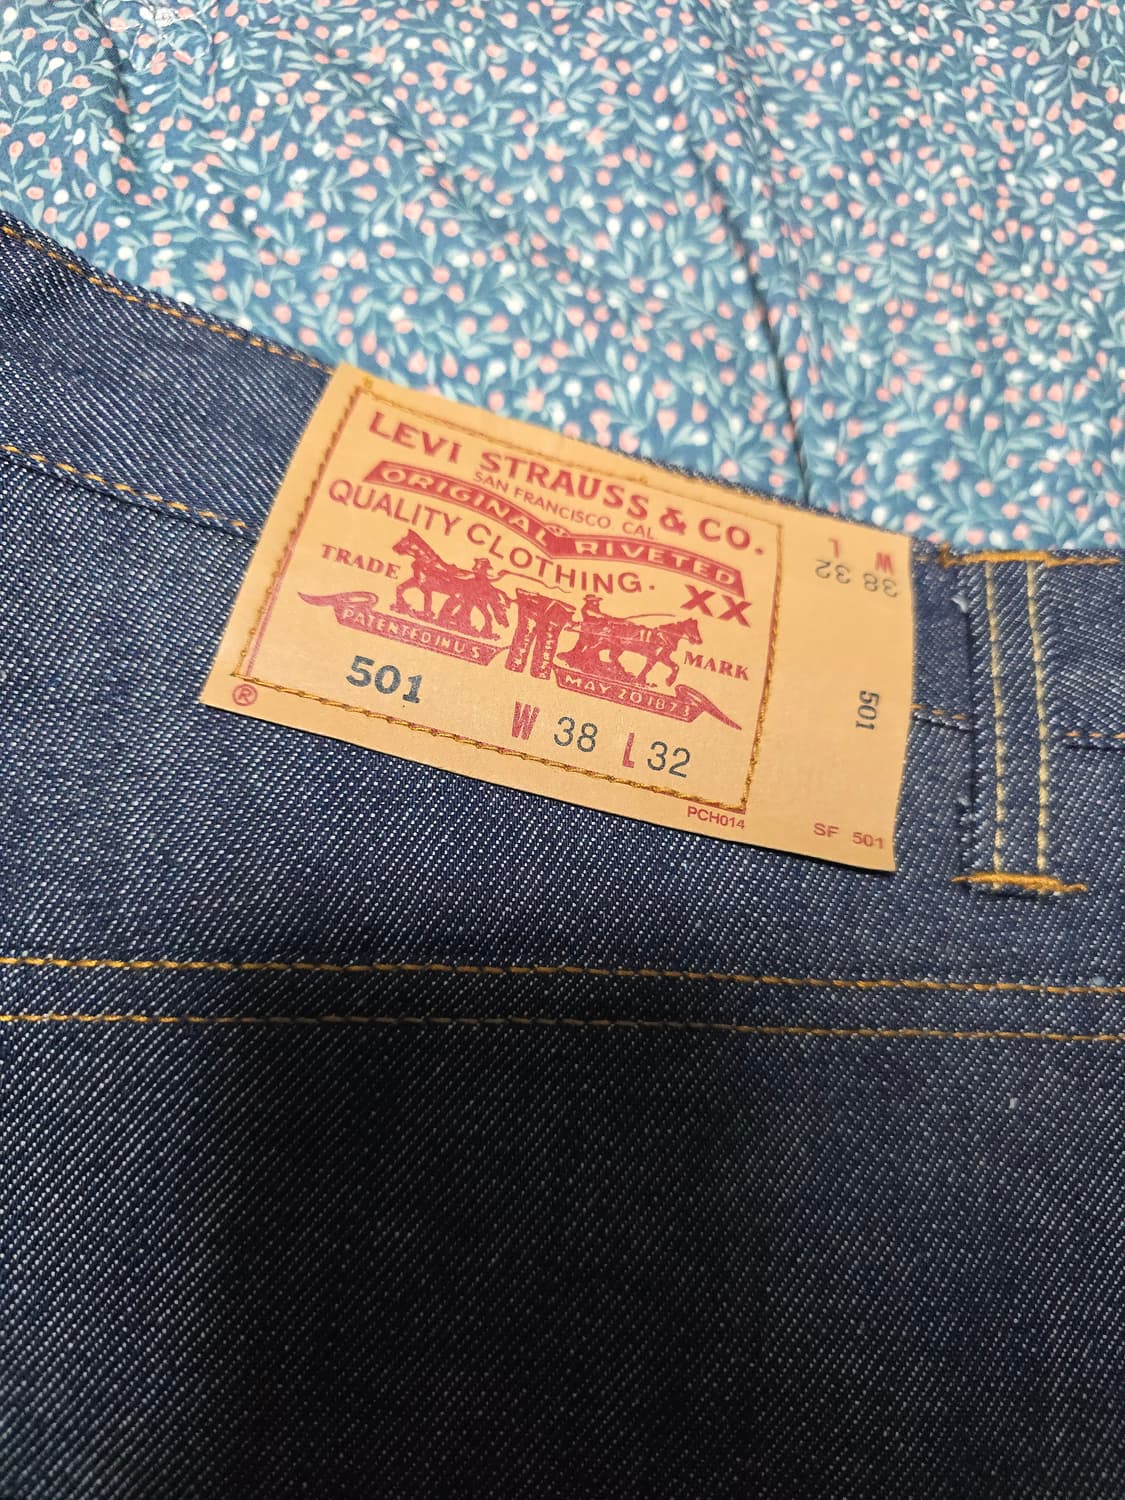 LEVI STRAUSS & CO.
SAN FRANCISCO, CAL
ORIGINAL RIVETED
QUALITY CLOTHING. XX
TRADE MARK
PATENTED IN U S
MAY 20 1873
501
W 38 L 32
®
PCH014
SF 501
W 38
L 32
501